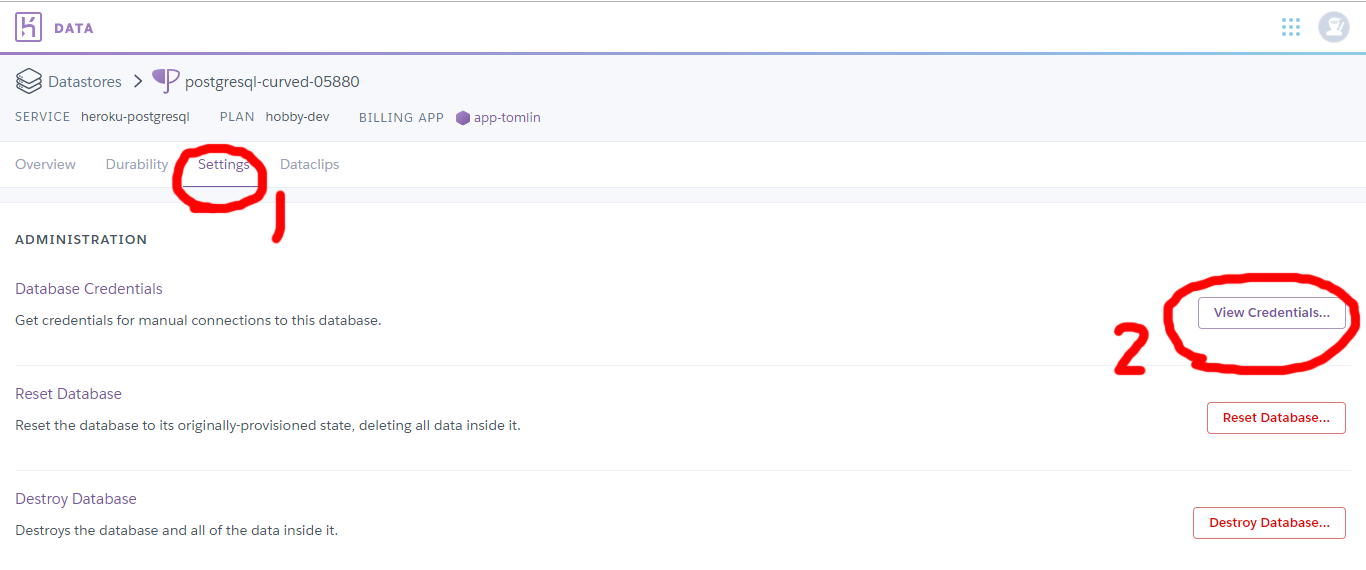 DATA
Datastores > postgresql-curved-05880
SERVICE heroku-postgresql PLAN hobby-dev BILLING APP app-tomlin
Overview Durability Settings Dataclips
1
ADMINISTRATION
Database Credentials
Get credentials for manual connections to this database.
View Credentials...
2
Reset Database
Reset the database to its originally-provisioned state, deleting all data inside it.
Reset Database...
Destroy Database
Destroys the database and all of the data inside it.
Destroy Database...